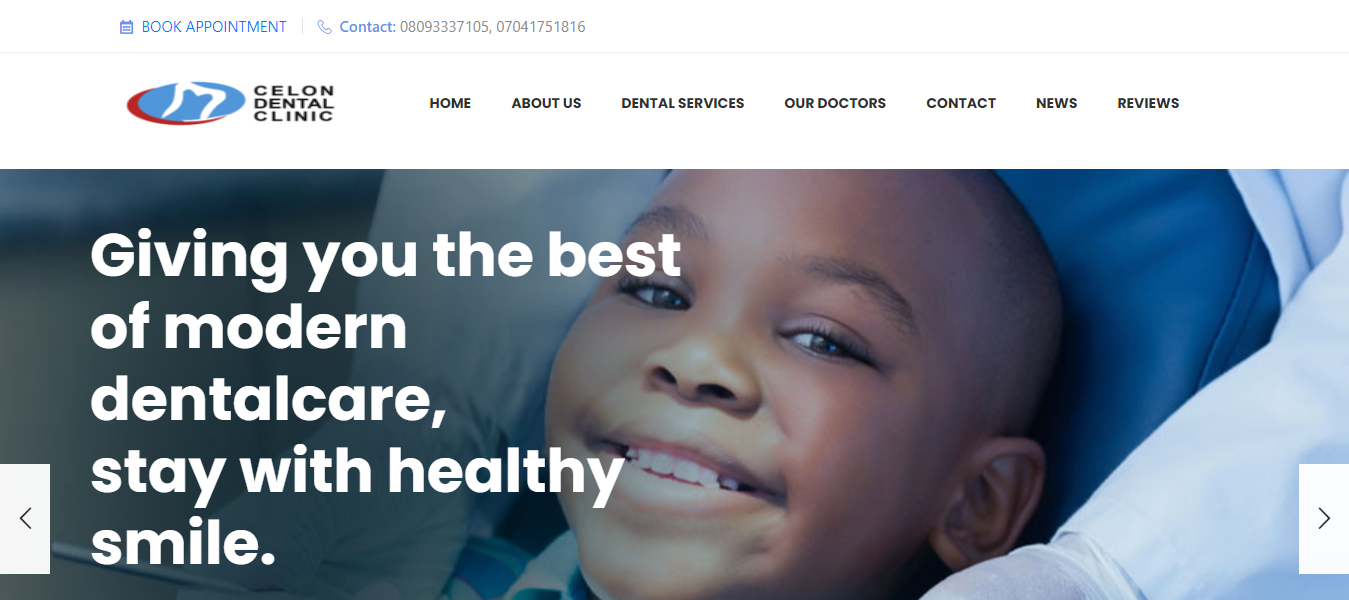 BOOK APPOINTMENT Contact: 08093337105, 07041751816
CELON
DENTAL
CLINIC
HOME ABOUT US DENTAL SERVICES OUR DOCTORS CONTACT NEWS REVIEWS
Giving you the best
of modern
dentalcare,
stay with healthy
smile.